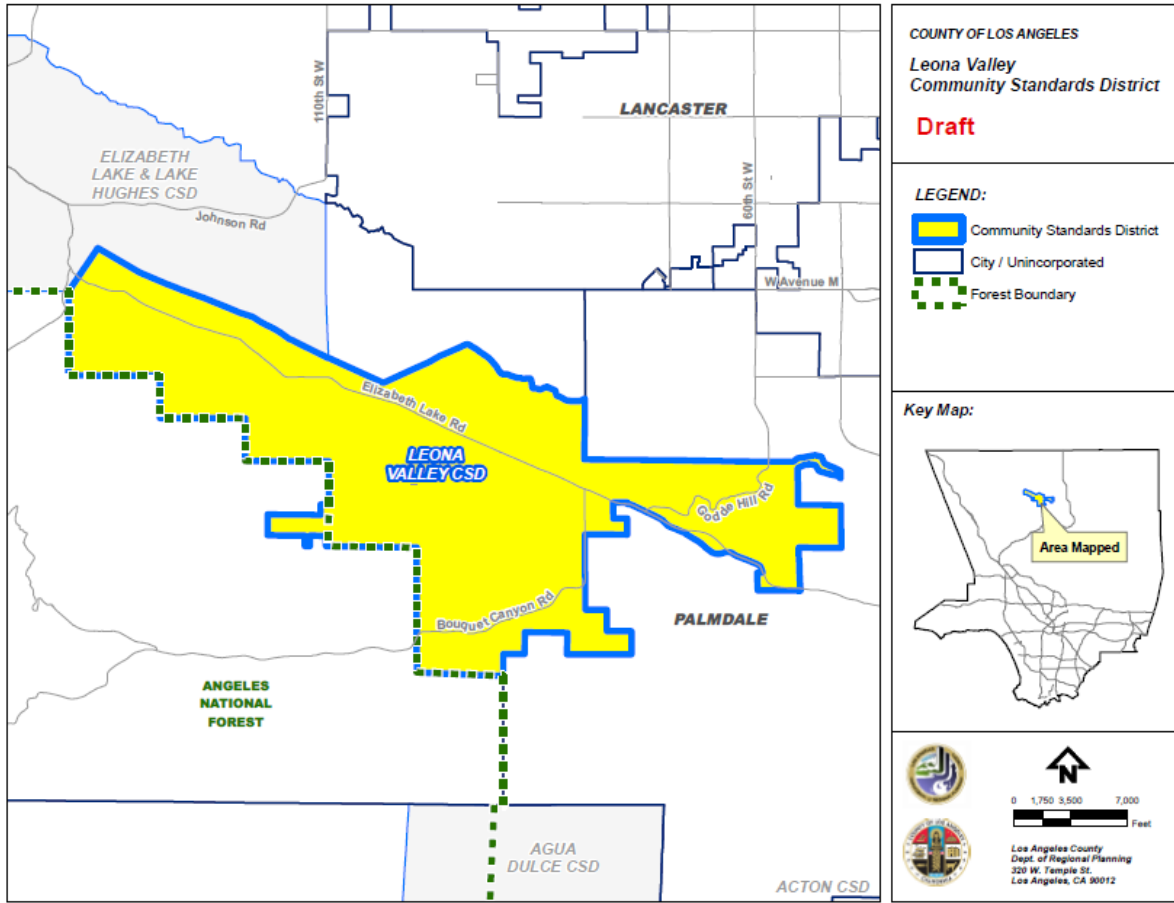 110th St W
LANCASTER
ELIZABETH
LAKE & LAKE
HUGHES CSD
Johnson Rd
60th St W
W Avenue M
Elizabeth Lake Rd
LEONA
VALLEY CSD
Godde Hill Rd
Bouquet Canyon Rd
PALMDALE
ANGELES
NATIONAL
FOREST
AGUA
DULCE CSD
ACTON CSD
COUNTY OF LOS ANGELES
Leona Valley
Community Standards District
Draft
LEGEND:
Community Standards District
City / Unincorporated
Forest Boundary
Key Map:
Area Mapped
N
0 1,750 3,500 7,000
Feet
Los Angeles County
Dept. of Regional Planning
320 W. Temple St.
Los Angeles, CA 90012